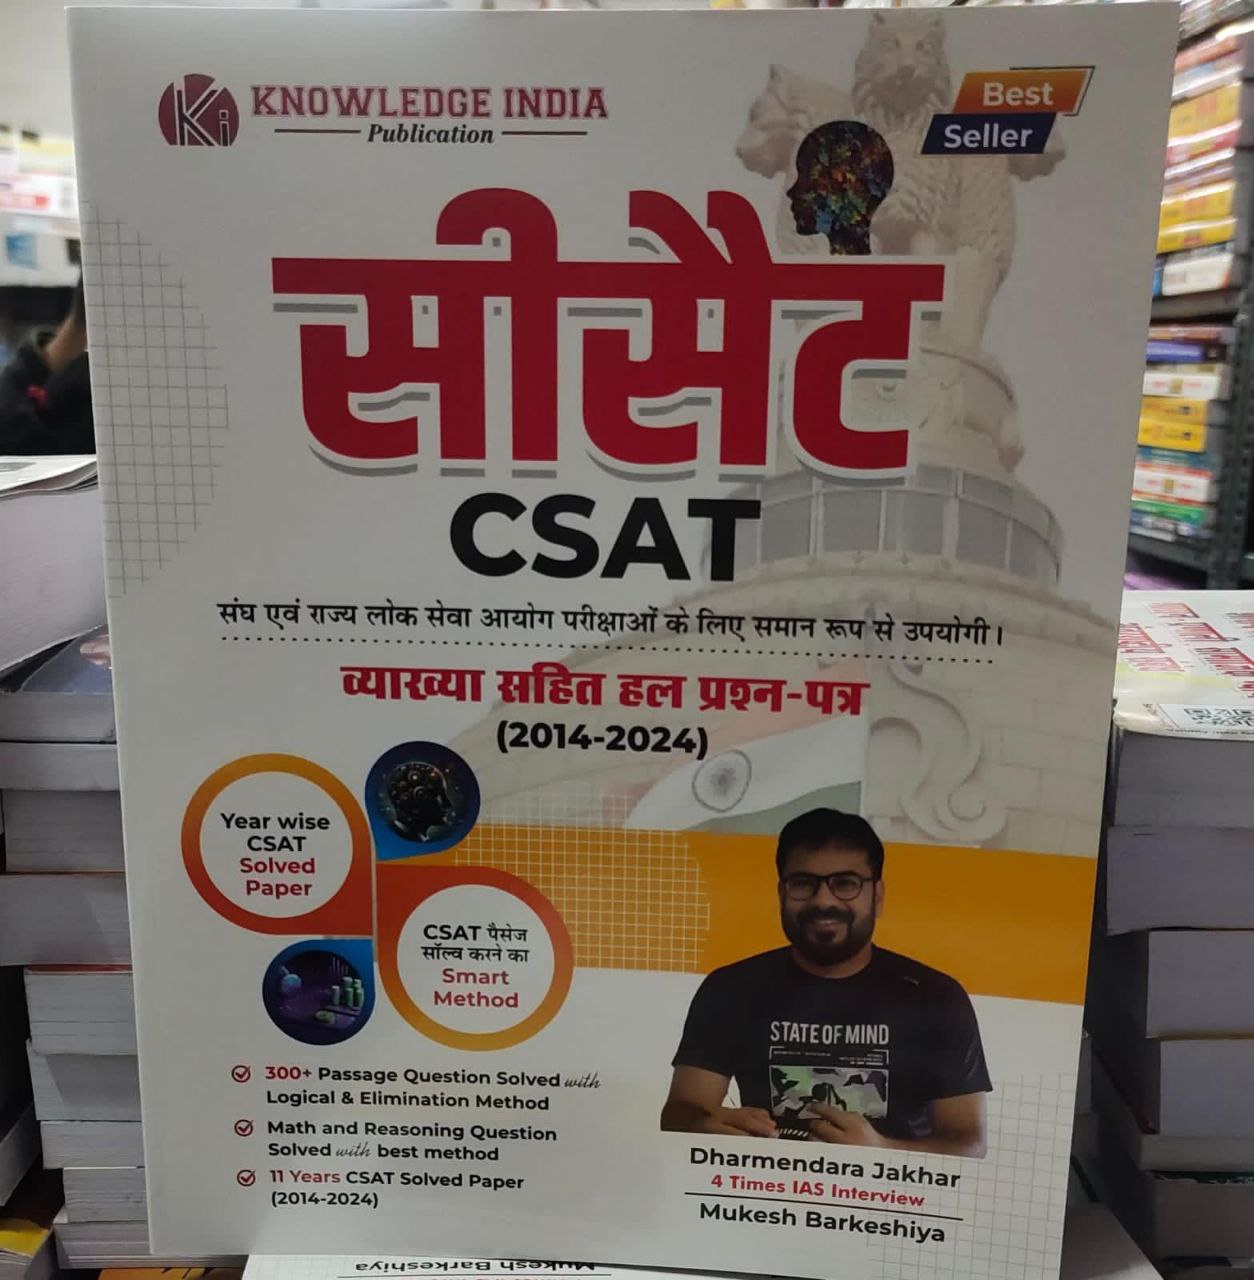 KNOWLEDGE INDIA
Publication
Best
Seller
सीसैट
CSAT
संघ एवं राज्य लोक सेवा आयोग परीक्षाओं के लिए समान रूप से उपयोगी।
व्याख्या सहित हल प्रश्न-पत्र
(2014-2024)
Year wise
CSAT
Solved
Paper
CSAT पैसेज
सॉल्व करने का
Smart
Method
300+ Passage Question Solved with
Logical & Elimination Method
Math and Reasoning Question
Solved with best method
11 Years CSAT Solved Paper
(2014-2024)
STATE OF MIND
Dharmendara Jakhar
4 Times IAS Interview
Mukesh Barkeshiya
Mukesh Barkeshiya